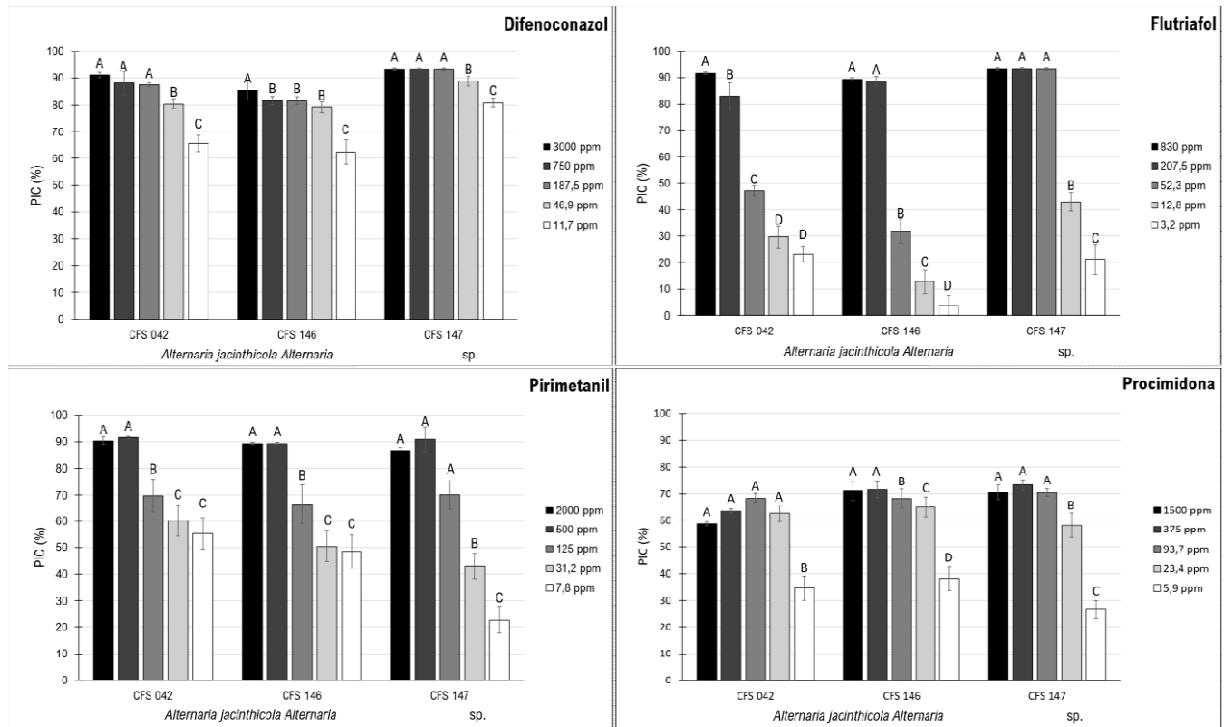 Difenoconazol
100
90
80
70
60
50
40
30
20
10
0
PIC (%)
A A A B C
A B B B C
A A A B C
CFS 042 CFS 146 CFS 147
Alternaria jacinthicola Alternaria sp.
3000 ppm
750 ppm
187,5 ppm
46,9 ppm
11,7 ppm
Flutriafol
100
90
80
70
60
50
40
30
20
10
0
PIC (%)
A B C D D
A A B C D
A A A B C
CFS 042 CFS 146 CFS 147
Alternaria jacinthicola Alternaria sp.
830 ppm
207,5 ppm
52,3 ppm
12,8 ppm
3,2 ppm
Pirimetanil
100
90
80
70
60
50
40
30
20
10
0
PIC (%)
A A B C C
A A B C C
A A A B C
CFS 042 CFS 146 CFS 147
Alternaria jacinthicola Alternaria sp.
2000 ppm
500 ppm
125 ppm
31,2 ppm
7,8 ppm
Procimidona
100
90
80
70
60
50
40
30
20
10
0
PIC (%)
A A A A B
A A B C D
A A A B C
CFS 042 CFS 146 CFS 147
Alternaria jacinthicola Alternaria sp.
1500 ppm
375 ppm
93,7 ppm
23,4 ppm
5,9 ppm